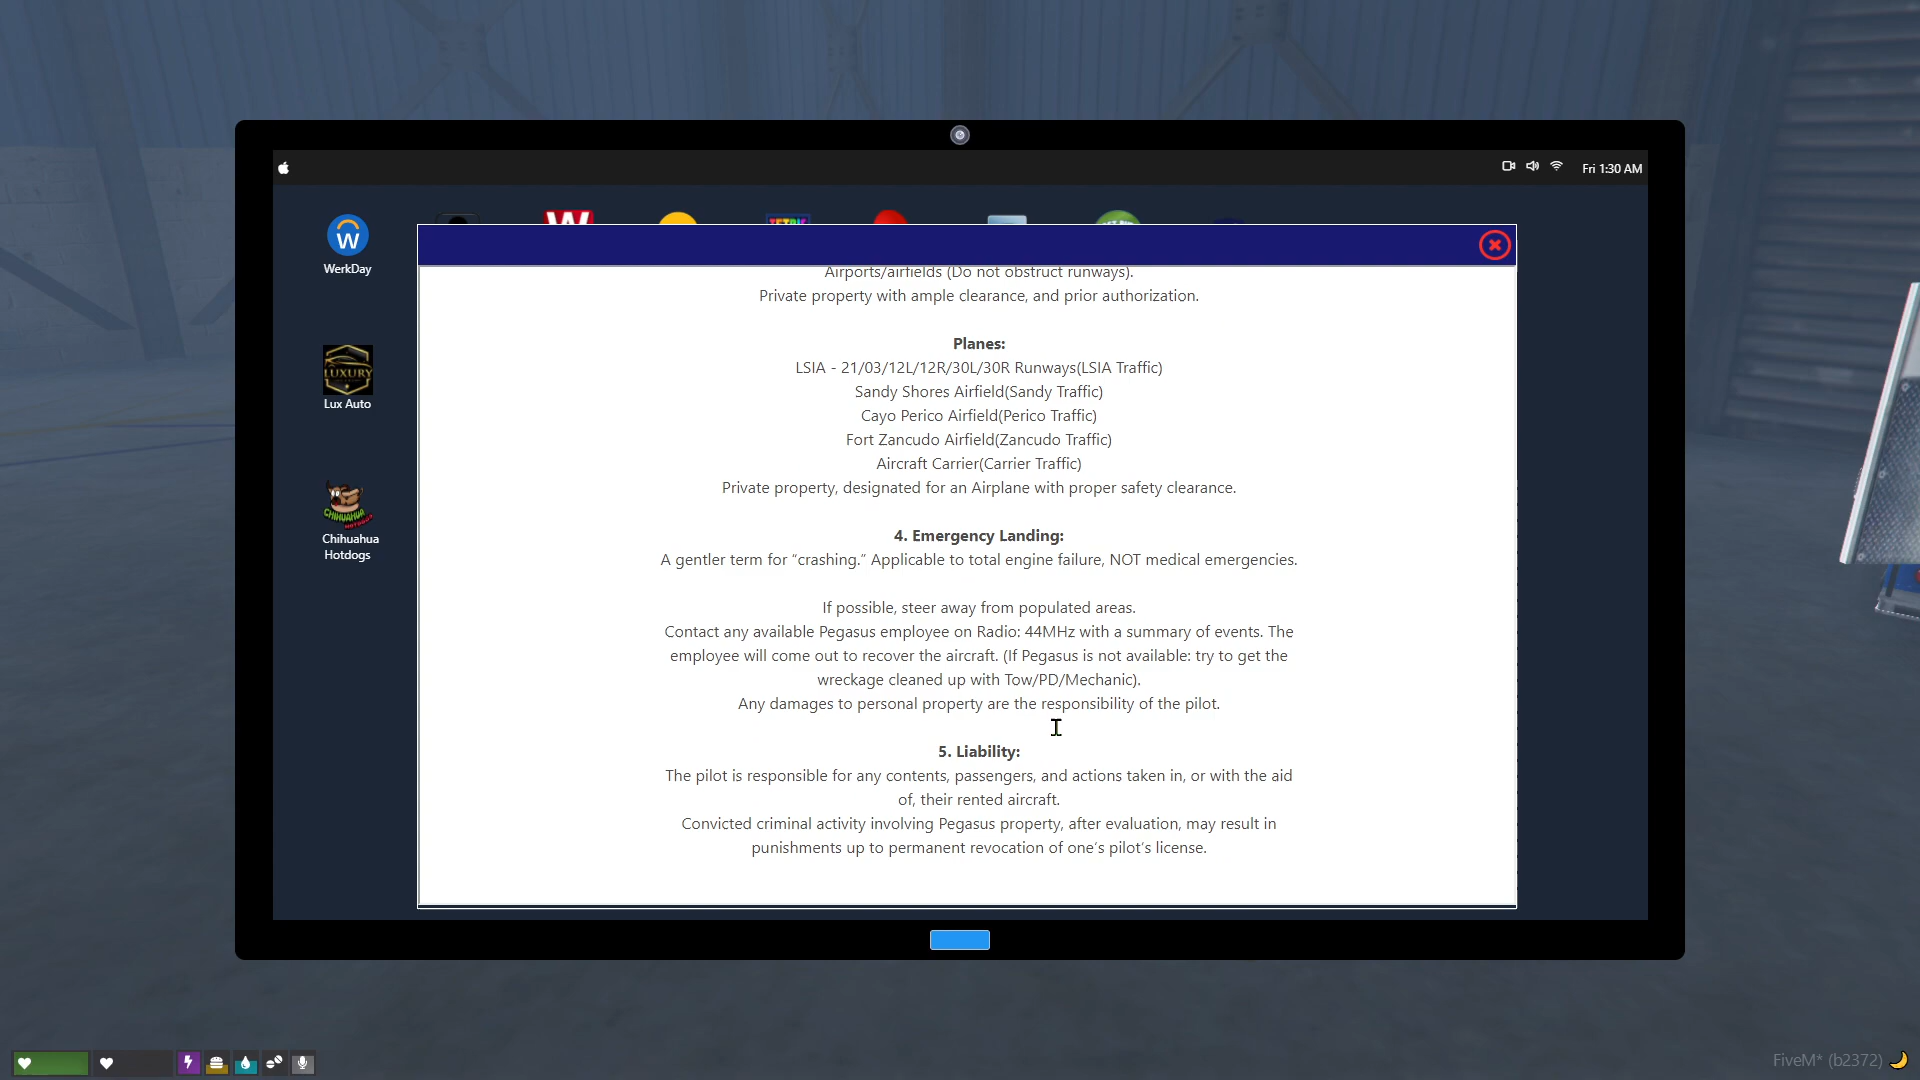 Fri 1:30 AM
WerkDay
W
TETRIS
Airports/airfields (Do not obstruct runways).
Private property with ample clearance, and prior authorization.
Planes:
LSIA - 21/03/12L/12R/30L/30R Runways(LSIA Traffic)
Sandy Shores Airfield(Sandy Traffic)
Cayo Perico Airfield(Perico Traffic)
Fort Zancudo Airfield(Zancudo Traffic)
Aircraft Carrier(Carrier Traffic)
Private property, designated for an Airplane with proper safety clearance.
LUXURY
Lux Auto
4. Emergency Landing:
A gentler term for “crashing.” Applicable to total engine failure, NOT medical emergencies.
CHIHUAHUA
HOTDOGS
Chihuahua
Hotdogs
If possible, steer away from populated areas.
Contact any available Pegasus employee on Radio: 44MHz with a summary of events. The
employee will come out to recover the aircraft. (If Pegasus is not available: try to get the
wreckage cleaned up with Tow/PD/Mechanic).
Any damages to personal property are the responsibility of the pilot.
5. Liability:
The pilot is responsible for any contents, passengers, and actions taken in, or with the aid
of, their rented aircraft.
Convicted criminal activity involving Pegasus property, after evaluation, may result in
punishments up to permanent revocation of one’s pilot’s license.
FiveM* (b2372)